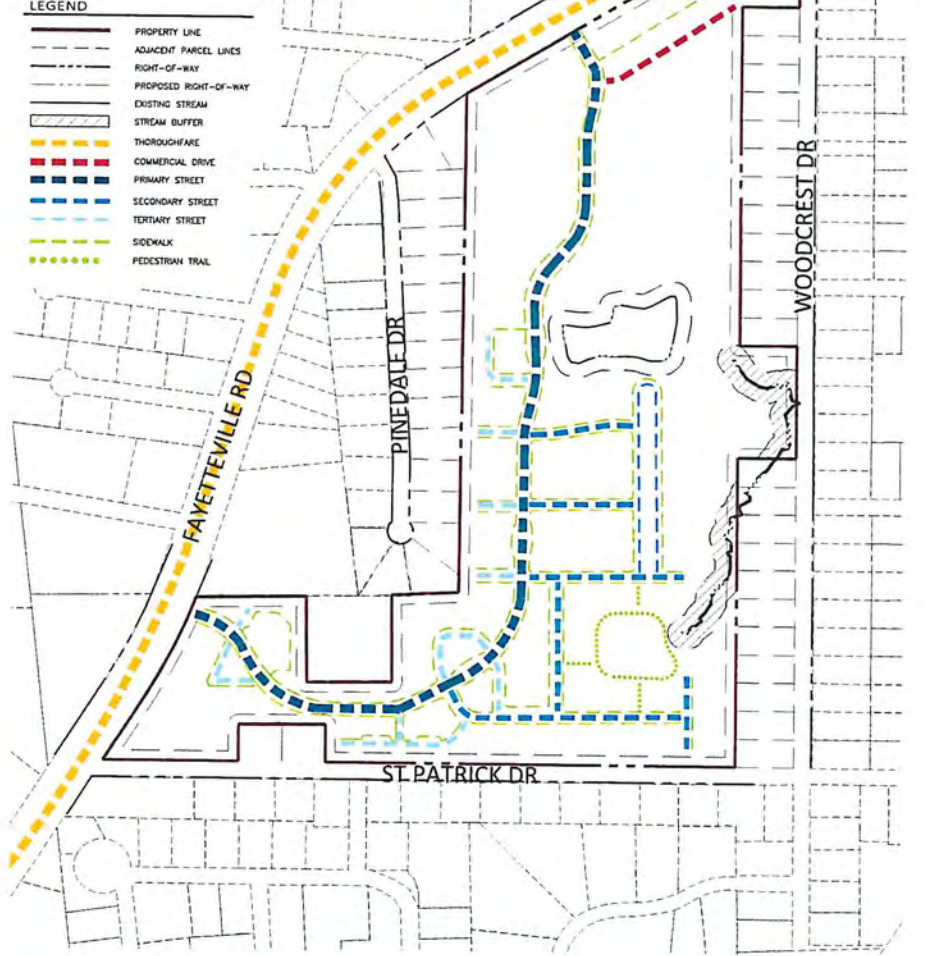 LEGEND
PROPERTY LINE
ADJACENT PARCEL LINES
RIGHT-OF-WAY
PROPOSED RIGHT-OF-WAY
EXISTING STREAM
STREAM BUFFER
THOROUGHFARE
COMMERCIAL DRIVE
PRIMARY STREET
SECONDARY STREET
TERTIARY STREET
SIDEWALK
PEDESTRIAN TRAIL
WOODCREST DR
PINEDALE DR
FAYETTEVILLE RD
ST PATRICK DR